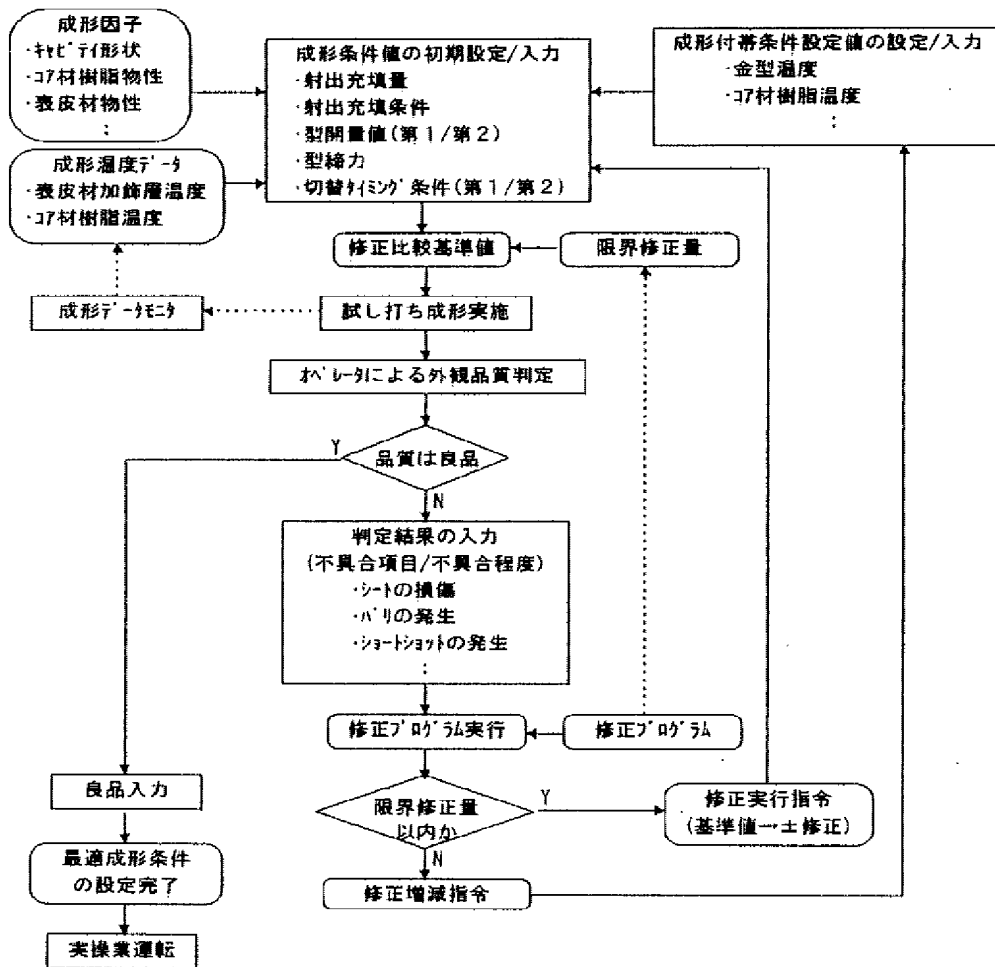 成形因子
・ｷｬﾋﾞﾃｲ形状
・ｺｱ材樹脂物性
・表皮材物性
：
成形温度ﾃﾞｰﾀ
・表皮材加飾層温度
・ｺｱ材樹脂温度
成形条件値の初期設定/入力
・射出充填量
・射出充填条件
・型開量値(第１/第２)
・型締力
・切替ﾀｲﾐﾝｸﾞ条件(第１/第２)
成形付帯条件設定値の設定/入力
・金型温度
・ｺｱ材樹脂温度
：
修正比較基準値
限界修正量
成形ﾃﾞｰﾀﾓﾆﾀ
試し打ち成形実施
ｵﾍﾟﾚｰﾀによる外観品質判定
Y
品質は良品
N
判定結果の入力
(不具合項目/不具合程度)
・ｼｰﾄの損傷
・ﾊﾞﾘの発生
・ｼｮｰﾄｼｮｯﾄの発生
：
修正ﾌﾟﾛｸﾞﾗﾑ実行
修正ﾌﾟﾛｸﾞﾗﾑ
限界修正量
以内か
Y
修正実行指令
(基準値→±修正)
N
修正増減指令
良品入力
最適成形条件
の設定完了
実操業運転